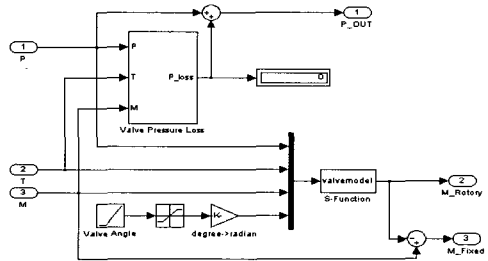 1
P_OUT
1
P
P
T
M
P_loss
0
Valve Pressure Loss
2
T
3
M
valvemodel
S-Function
2
M_Rotory
Valve Angle
K-
degree->radian
3
M_Fixed